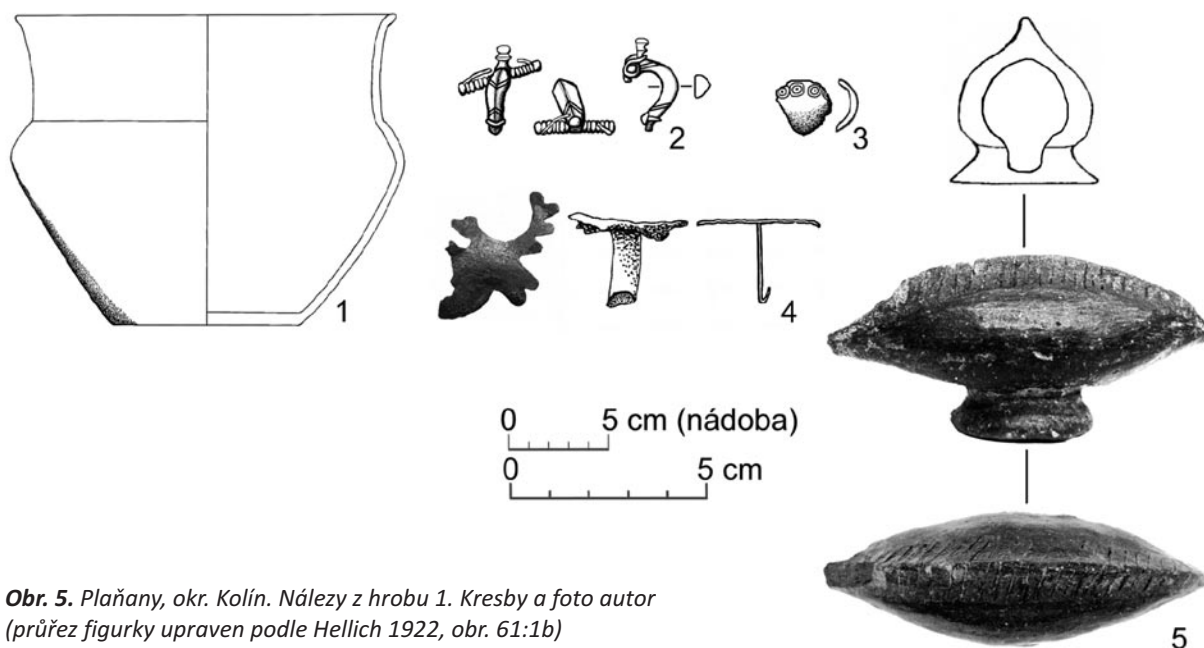 1
2
3
4
0 5 cm (nádoba)
0 5 cm
5
Obr. 5. Plaňany, okr. Kolín. Nálezy z hrobu 1. Kresby a foto autor
(průřez figurky upraven podle Hellich 1922, obr. 61:1b)